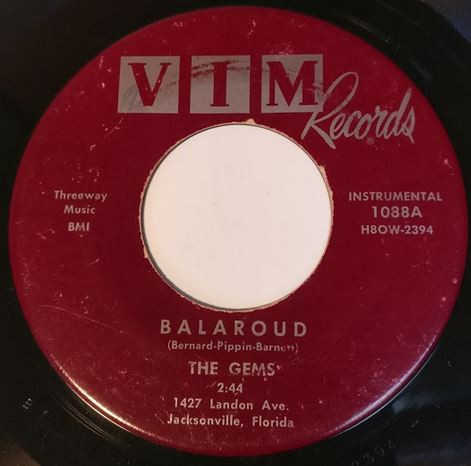 VIM
Records
®
Threeway
Music
BMI
INSTRUMENTAL
1088A
H8OW-2394
BALAROUD
(Bernard-Pippin-Barnett)
THE GEMS
2:44
1427 Landon Ave.
Jacksonville, Florida